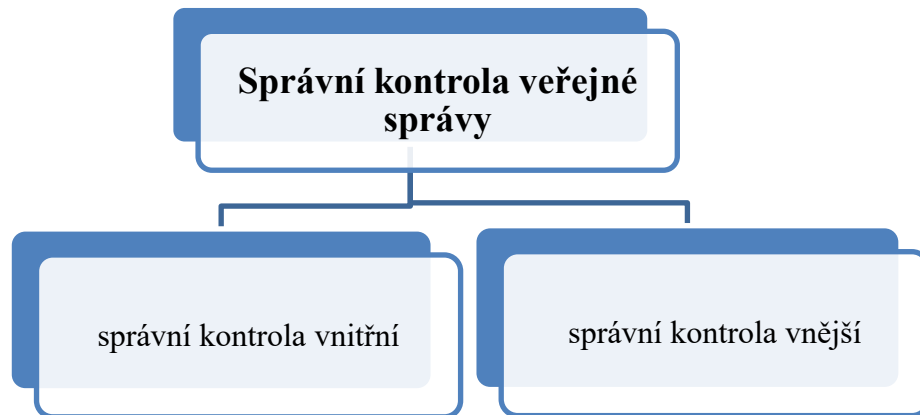 Správní kontrola veřejné
správy
správní kontrola vnitřní
správní kontrola vnější